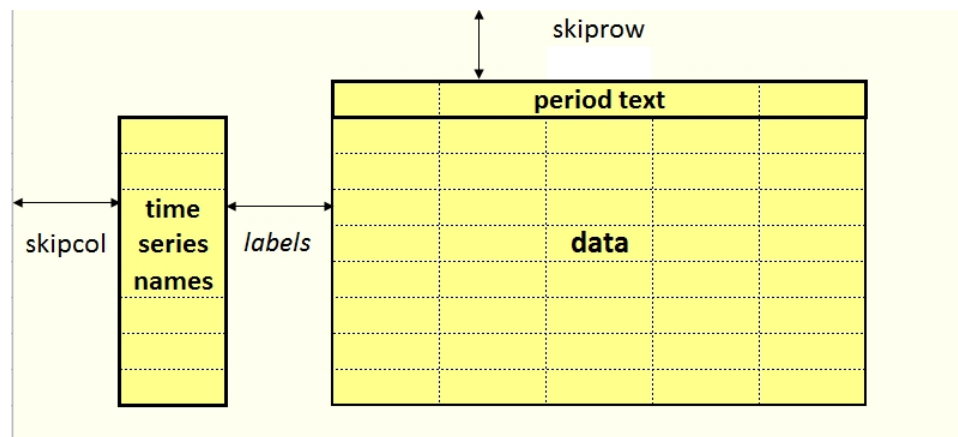 skiprow
period text
time
series
names
skipcol
labels
data